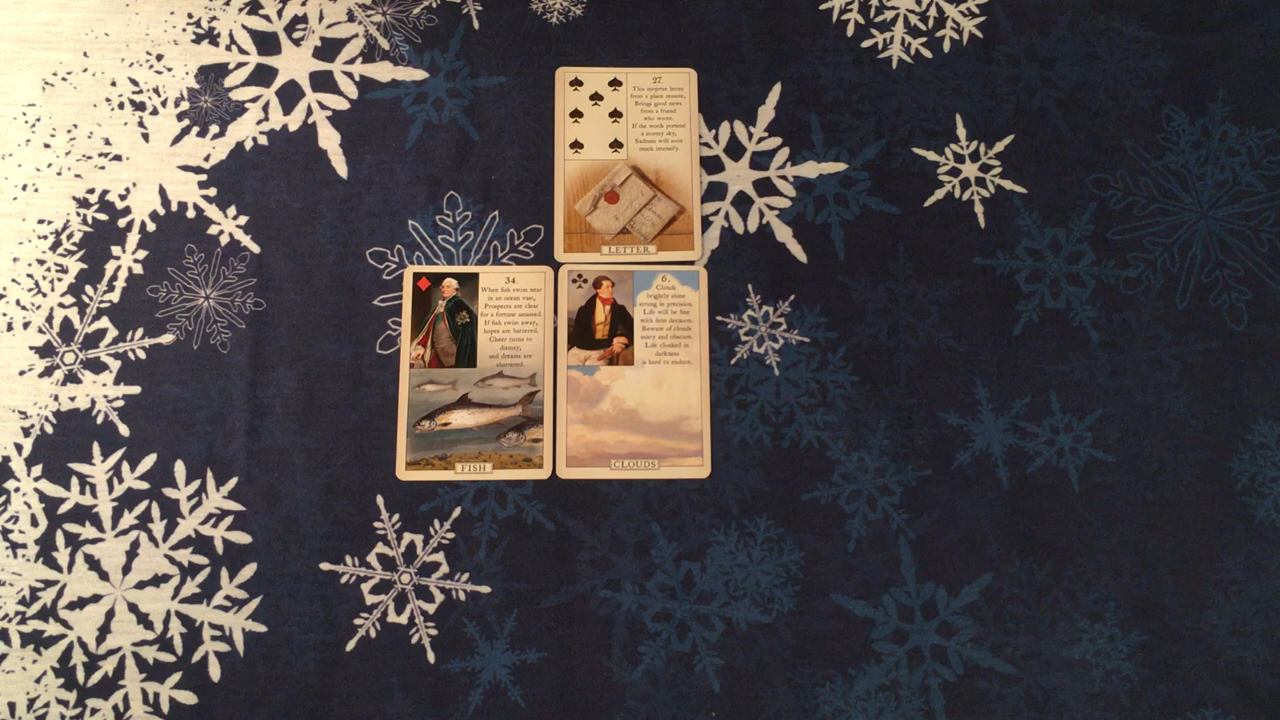 27.
This surprise letter
from a place remote,
Brings good news
from a friend
who wrote.
If the words portend
a stormy sky,
Sadness will soon
reach intensify.
LETTER
34.
When fish swim near
in an ocean vast,
Prospects are clear
for a fortune amassed.
If fish swim away,
hopes are battered.
Cheer turns to
dismay,
and dreams are
shattered.
FISH
6.
Clouds
brightly shine
strung in precision.
Life will be fine
with firm decision.
Beware of clouds
misty and obscure.
Life cloaked in
darkness
is hard to endure.
CLOUDS